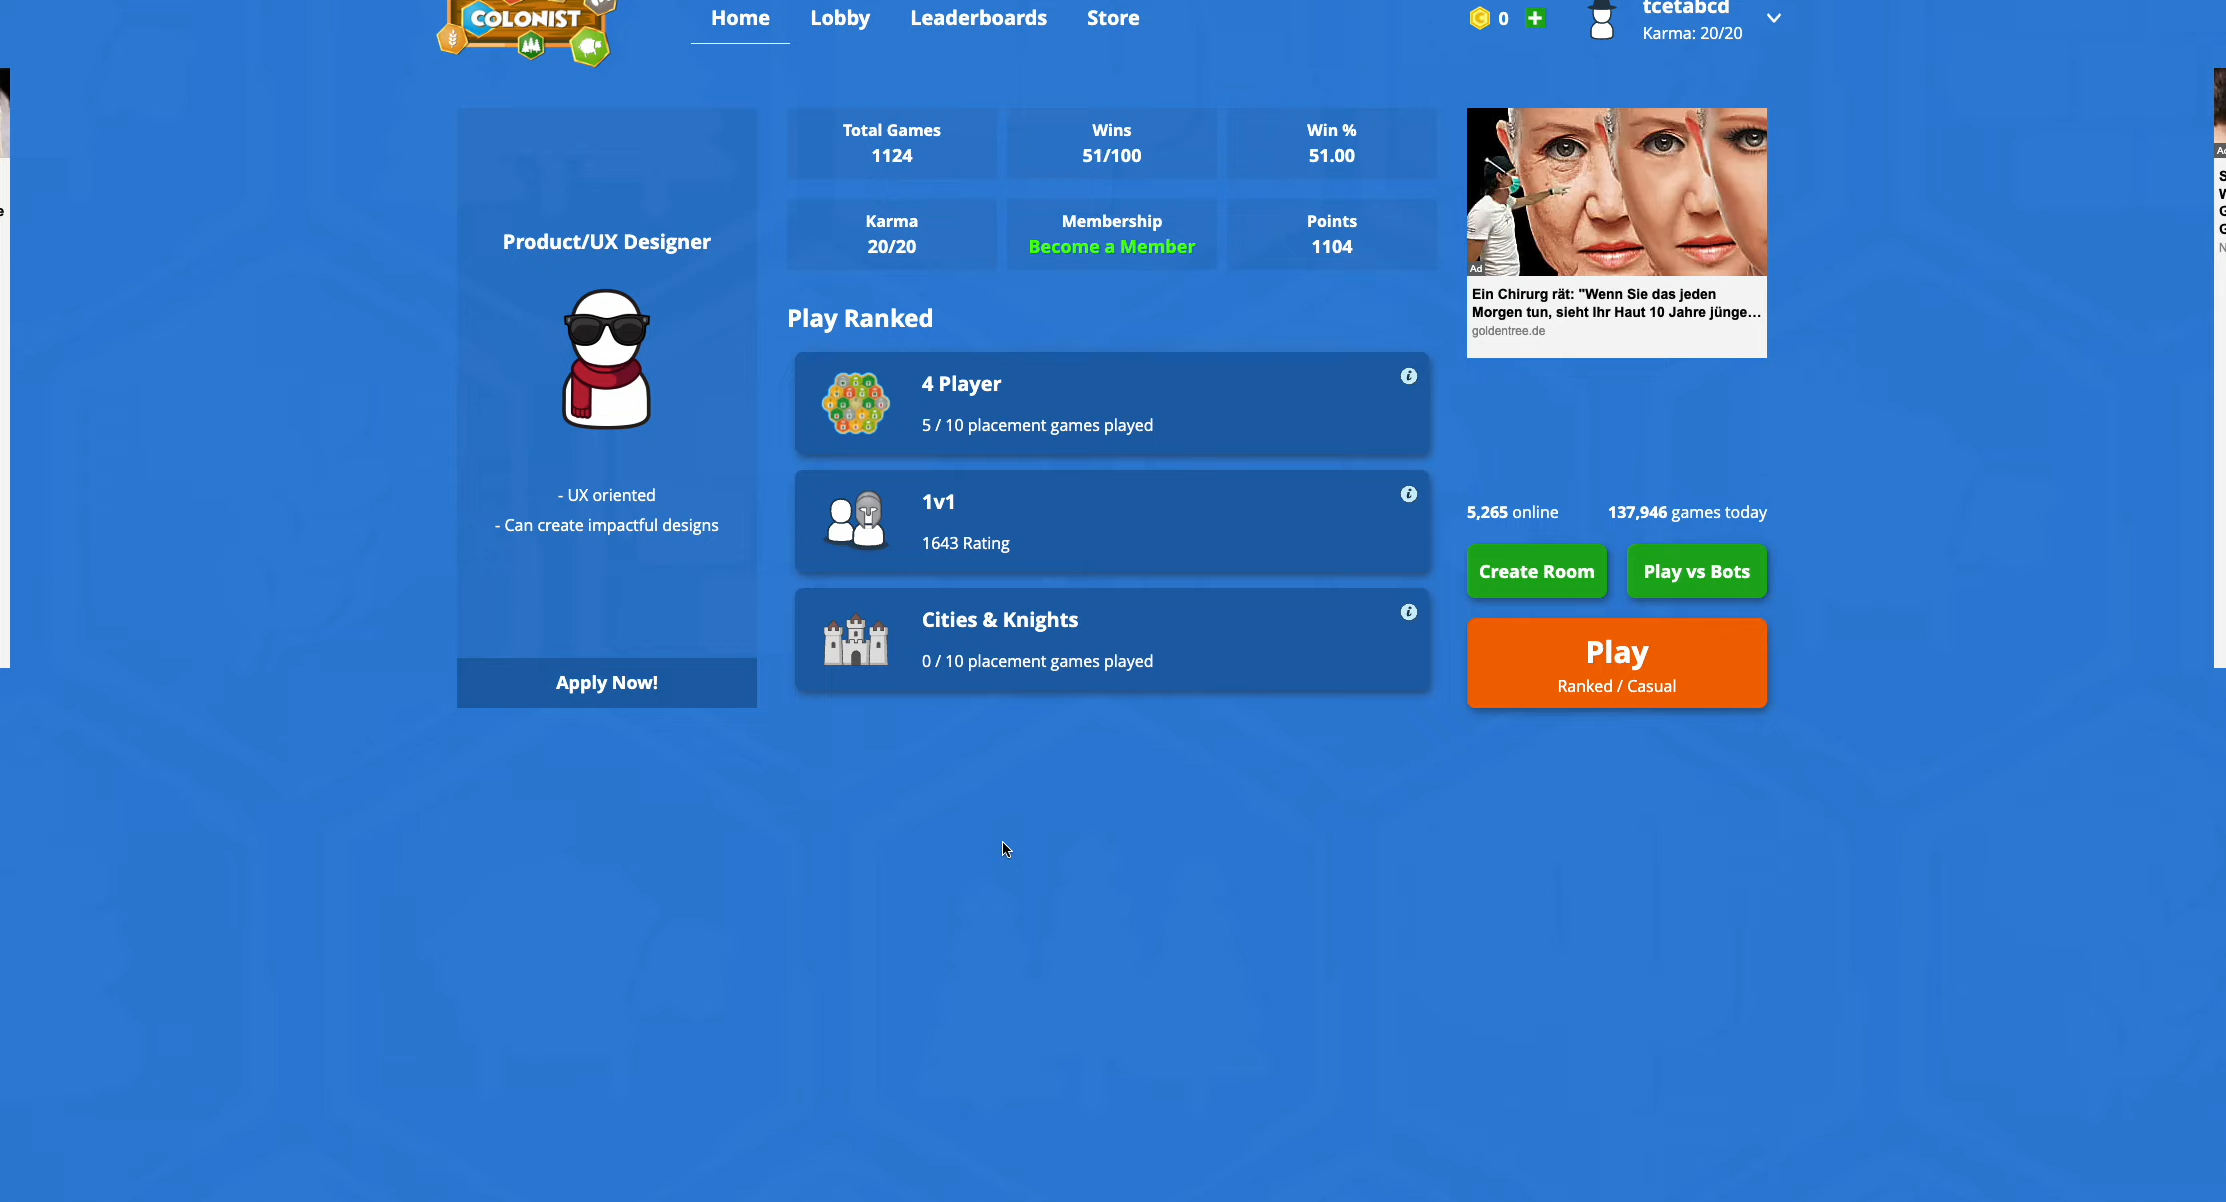 COLONIST
Home
Lobby
Leaderboards
Store
0
tcetabcd
Karma: 20/20
Product/UX Designer
- UX oriented
- Can create impactful designs
Apply Now!
Total Games
1124
Wins
51/100
Win %
51.00
Karma
20/20
Membership
Become a Member
Points
1104
Play Ranked
4 Player
5 / 10 placement games played
1v1
1643 Rating
Cities & Knights
0 / 10 placement games played
Ad
Ein Chirurg rät: "Wenn Sie das jeden
Morgen tun, sieht Ihr Haut 10 Jahre jünge...
goldentree.de
5,265 online
137,946 games today
Create Room
Play vs Bots
Play
Ranked / Casual